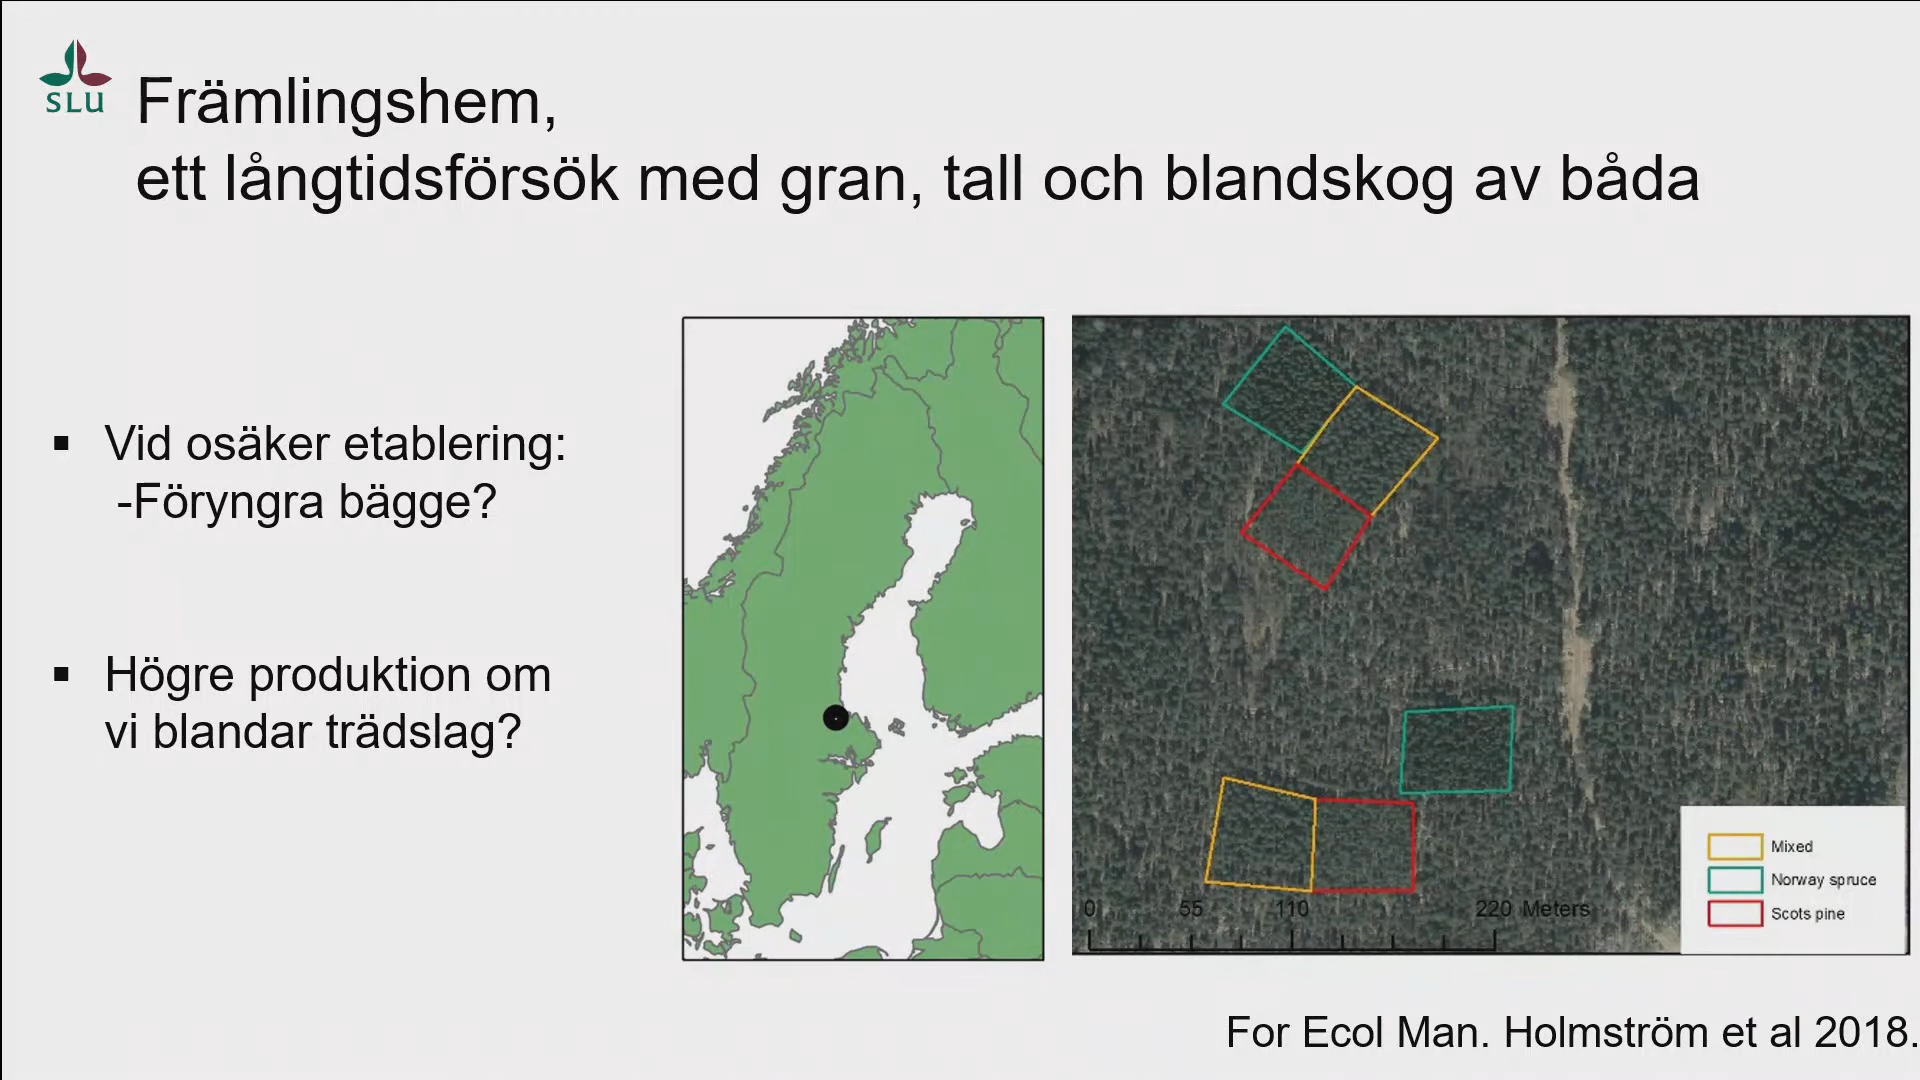 SLU
Främlingshem,
ett långtidsförsök med gran, tall och blandskog av båda
▪ Vid osäker etablering:
-Föryngra bägge?
▪ Högre produktion om
vi blandar trädslag?
0 55 110 220 Meters
Mixed
Norway spruce
Scots pine
For Ecol Man. Holmström et al 2018.